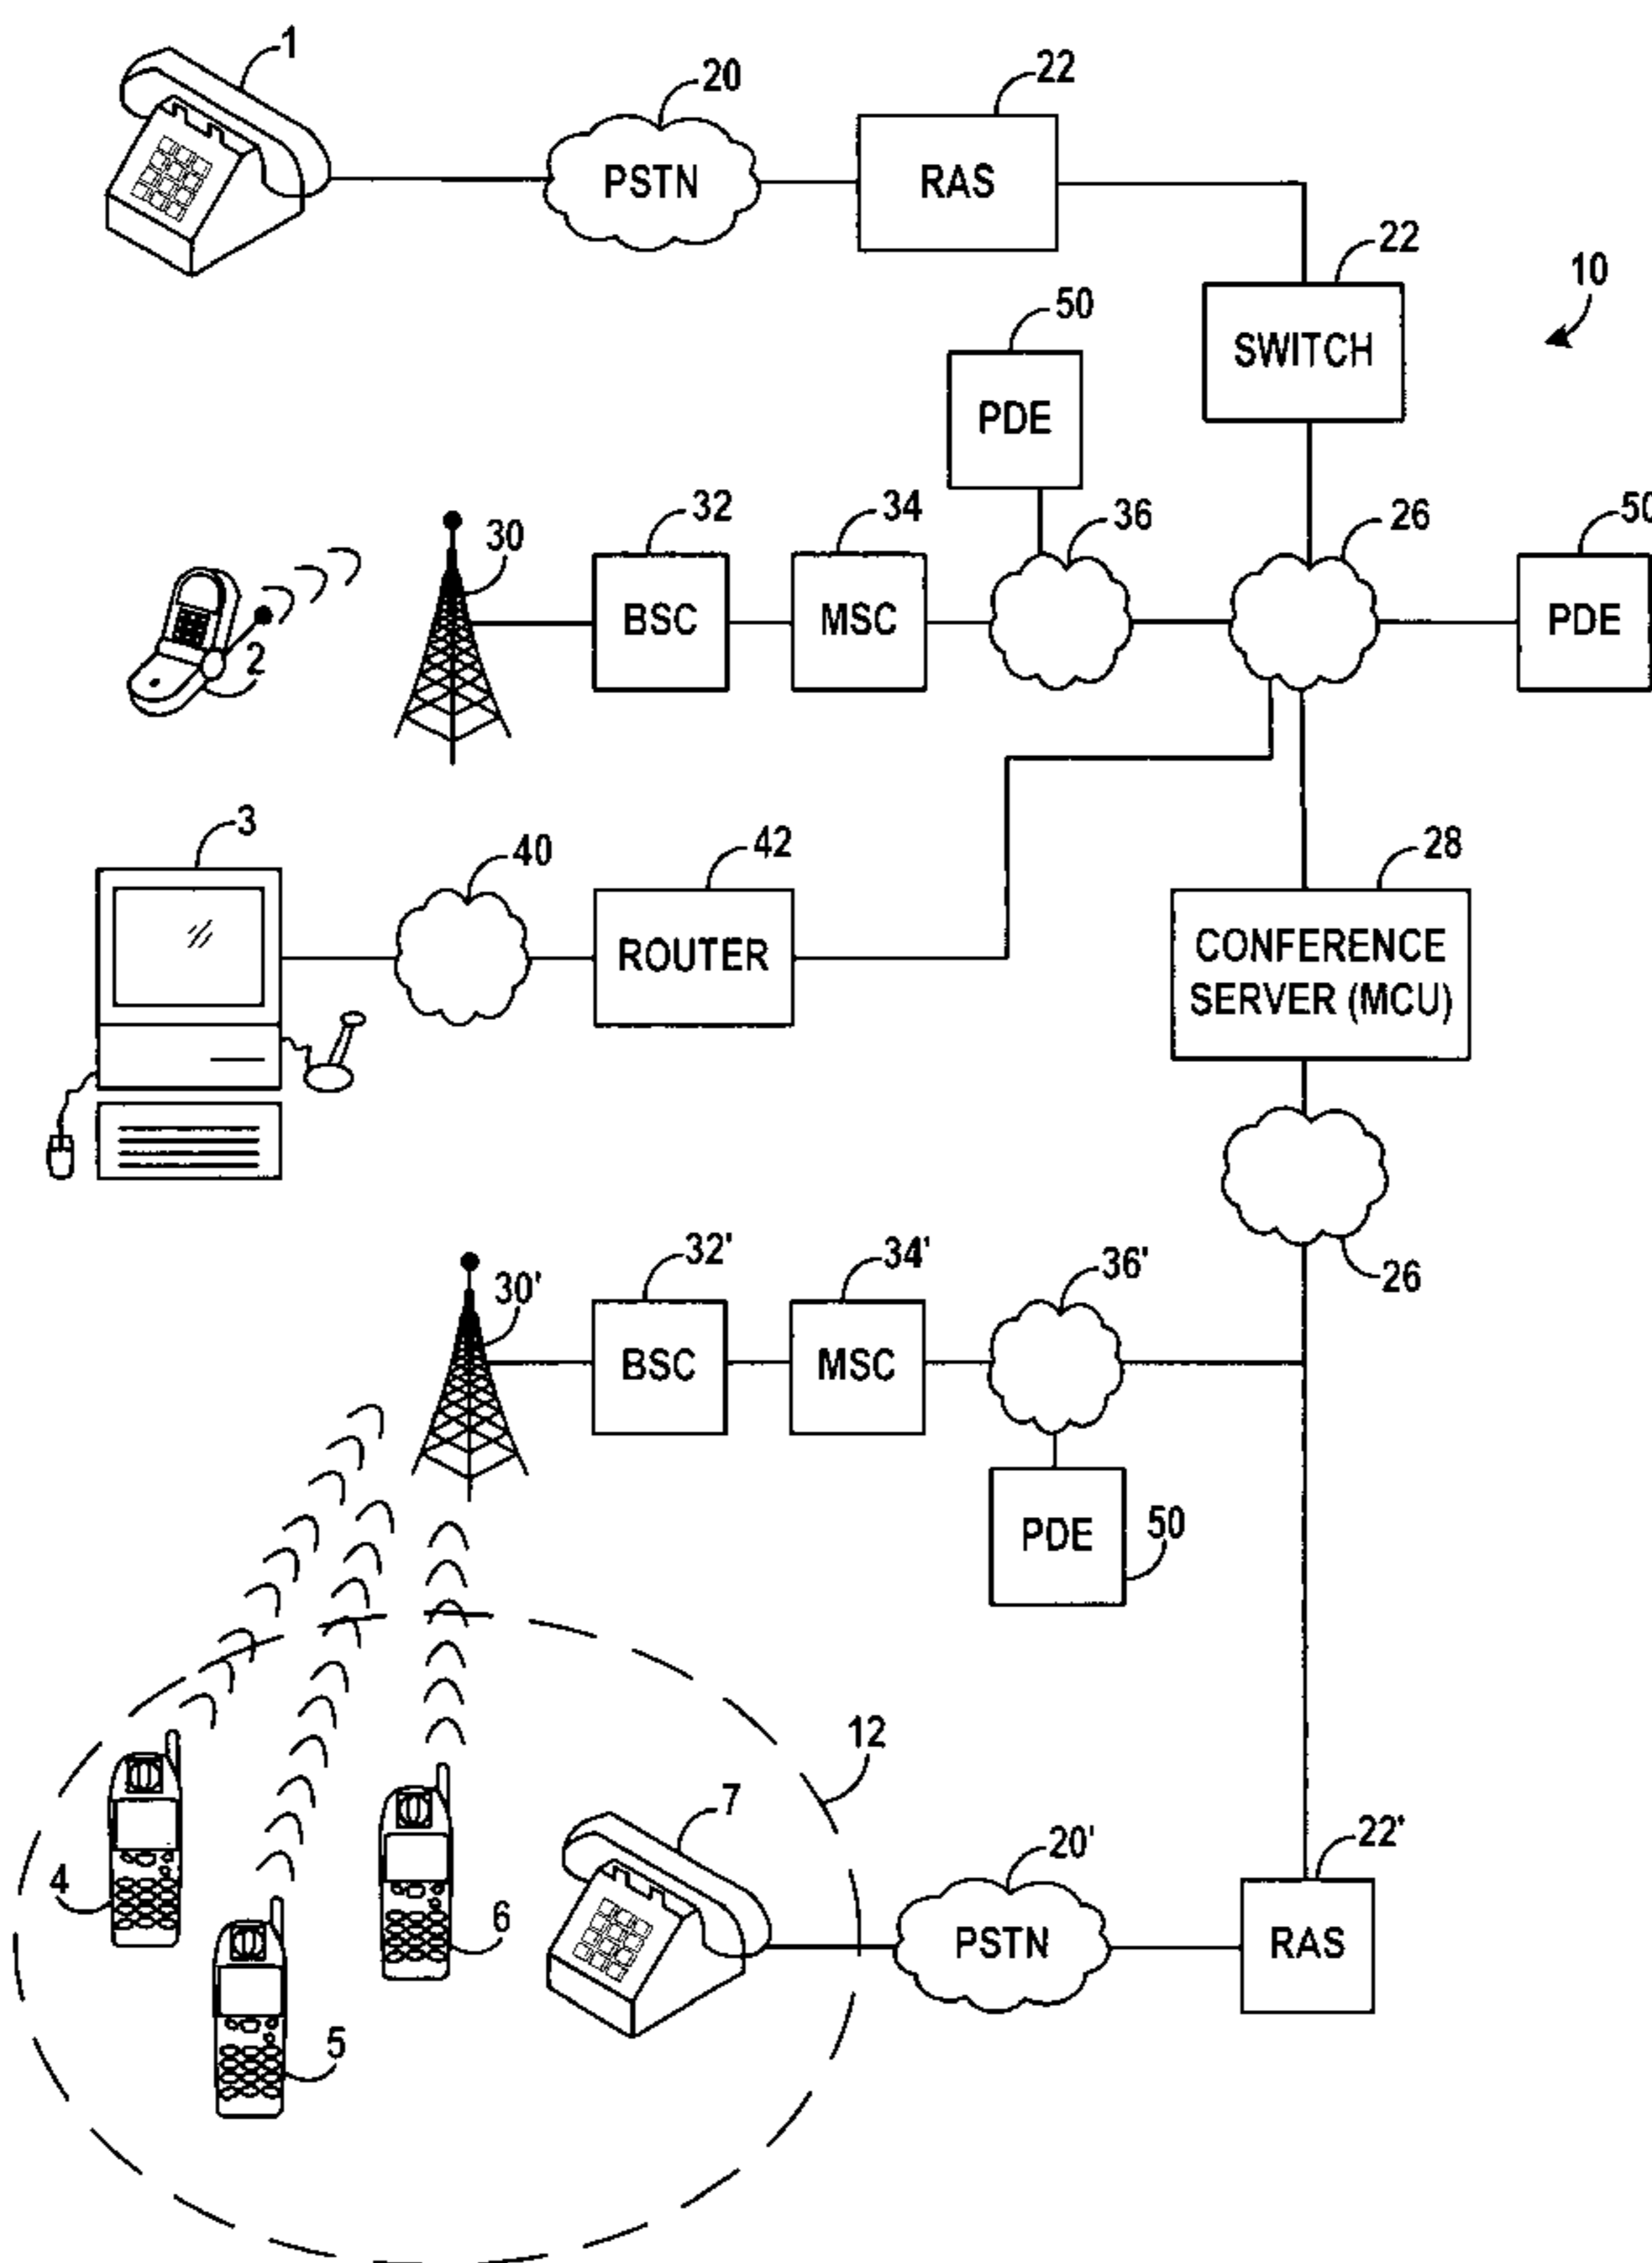 1
20
22
PSTN
RAS
22
10
SWITCH
50
PDE
30
32
34
36
26
50
BSC
MSC
PDE
2
3
40
42
28
ROUTER
CONFERENCE
SERVER (MCU)
26
30'
32'
34'
36'
BSC
MSC
PDE
50
12
7
20'
22'
4
6
PSTN
RAS
5